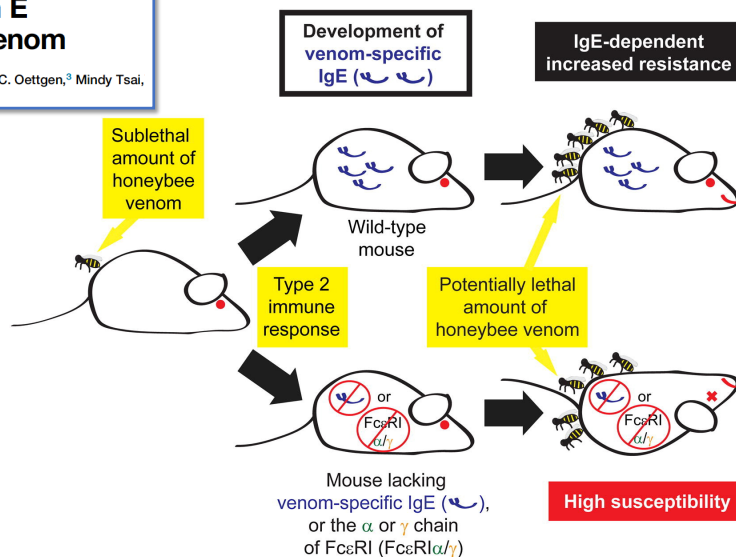 E
enom
C. Oettgen,³ Mindy Tsai,
Development of
venom-specific
IgE ( )
IgE-dependent
increased resistance
Sublethal
amount of
honeybee
venom
Wild-type
mouse
Type 2
immune
response
Potentially lethal
amount of
honeybee venom
or
FcεRI
α/γ
or
FcεRI
α/γ
Mouse lacking
venom-specific IgE ( ),
or the α or γ chain
of FcεRI (FcεRIα/γ)
High susceptibility